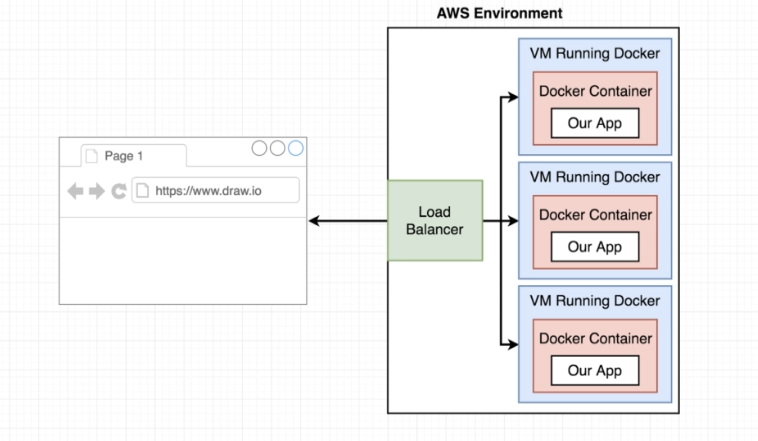 AWS Environment
Page 1
https://www.draw.io
Load
Balancer
VM Running Docker
Docker Container
Our App
VM Running Docker
Docker Container
Our App
VM Running Docker
Docker Container
Our App